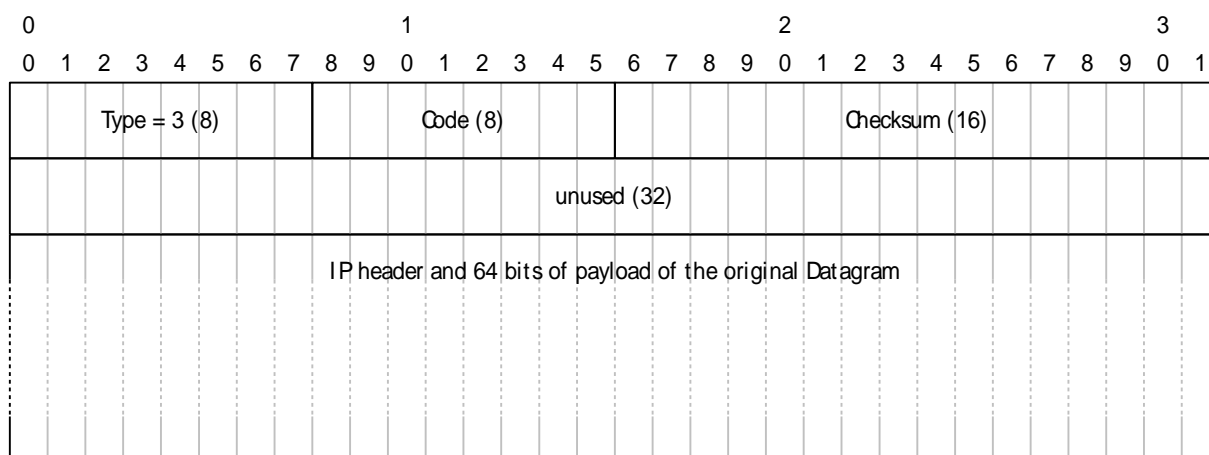 0 1 2 3
0 1 2 3 4 5 6 7 8 9 0 1 2 3 4 5 6 7 8 9 0 1 2 3 4 5 6 7 8 9 0 1
Type = 3 (8) Code (8) Checksum (16)
unused (32)
IP header and 64 bits of payload of the original Datagram